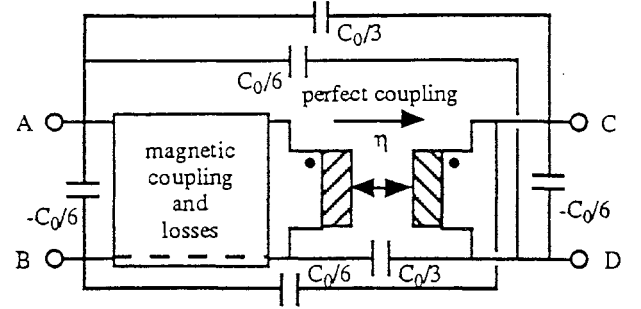 C₀/3
C₀/6
perfect coupling
A
C
η
magnetic
coupling
and
losses
-C₀/6
-C₀/6
B
D
C₀/6
C₀/3